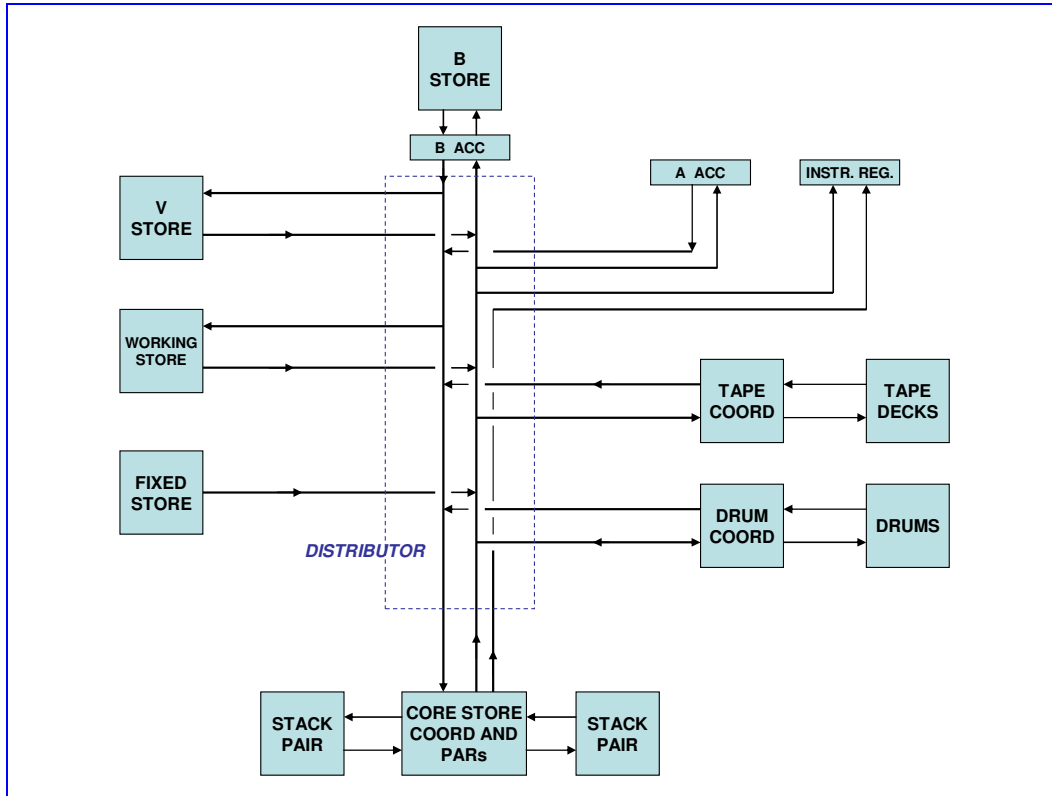 B
STORE
B ACC
A ACC
INSTR. REG.
V
STORE
WORKING
STORE
TAPE
COORD
TAPE
DECKS
FIXED
STORE
DRUM
COORD
DRUMS
DISTRIBUTOR
STACK
PAIR
CORE STORE
COORD AND
PARs
STACK
PAIR